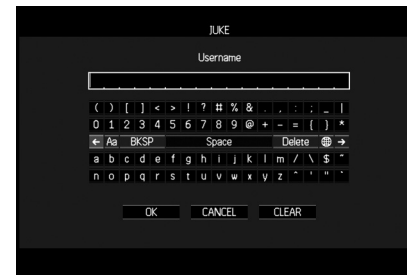 JUKE
Username
( ) [ ] < > ! ? # % & . , : ; _ |
0 1 2 3 4 5 6 7 8 9 @ + - = { } *
← Aa BKSP Space Delete →
a b c d e f g h i j k l m / \ $ ~
n o p q r s t u v w x y z ^ ' " `
OK CANCEL CLEAR